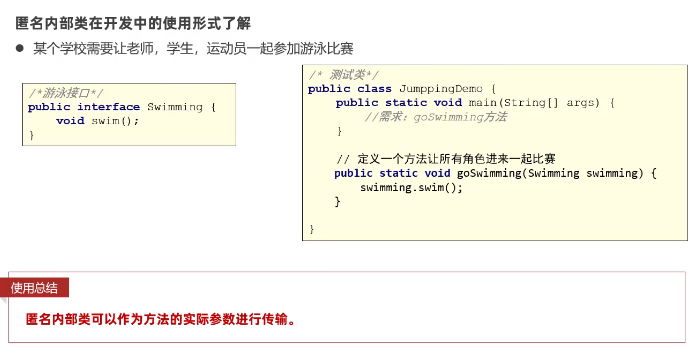 匿名内部类在开发中的使用形式了解
● 某个学校需要让老师，学生，运动员一起参加游泳比赛
/*游泳接口*/
public interface Swimming {
    void swim();
}
/* 测试类*/
public class JumppingDemo {
    public static void main(String[] args) {
        //需求：goSwimming方法
    }
    // 定义一个方法让所有角色进来一起比赛
    public static void goSwimming(Swimming swimming) {
        swimming.swim();
    }
}
使用总结
匿名内部类可以作为方法的实际参数进行传输。